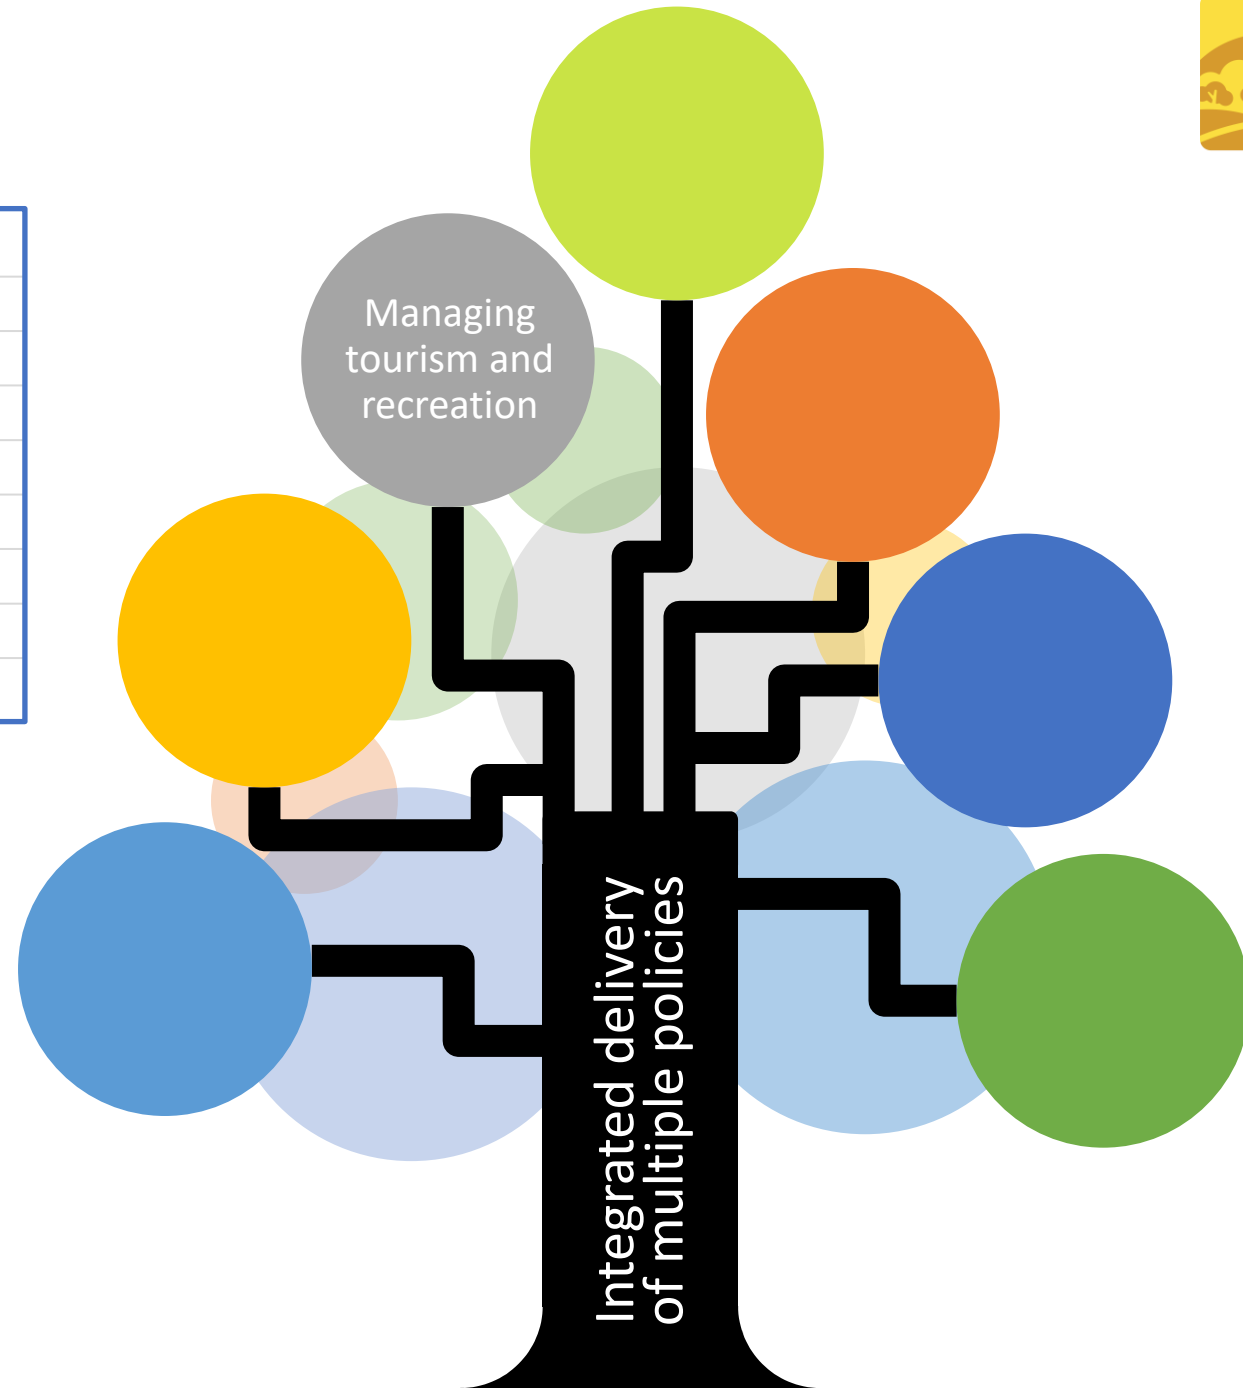 Managing
tourism and
recreation
Integrated delivery
of multiple policies